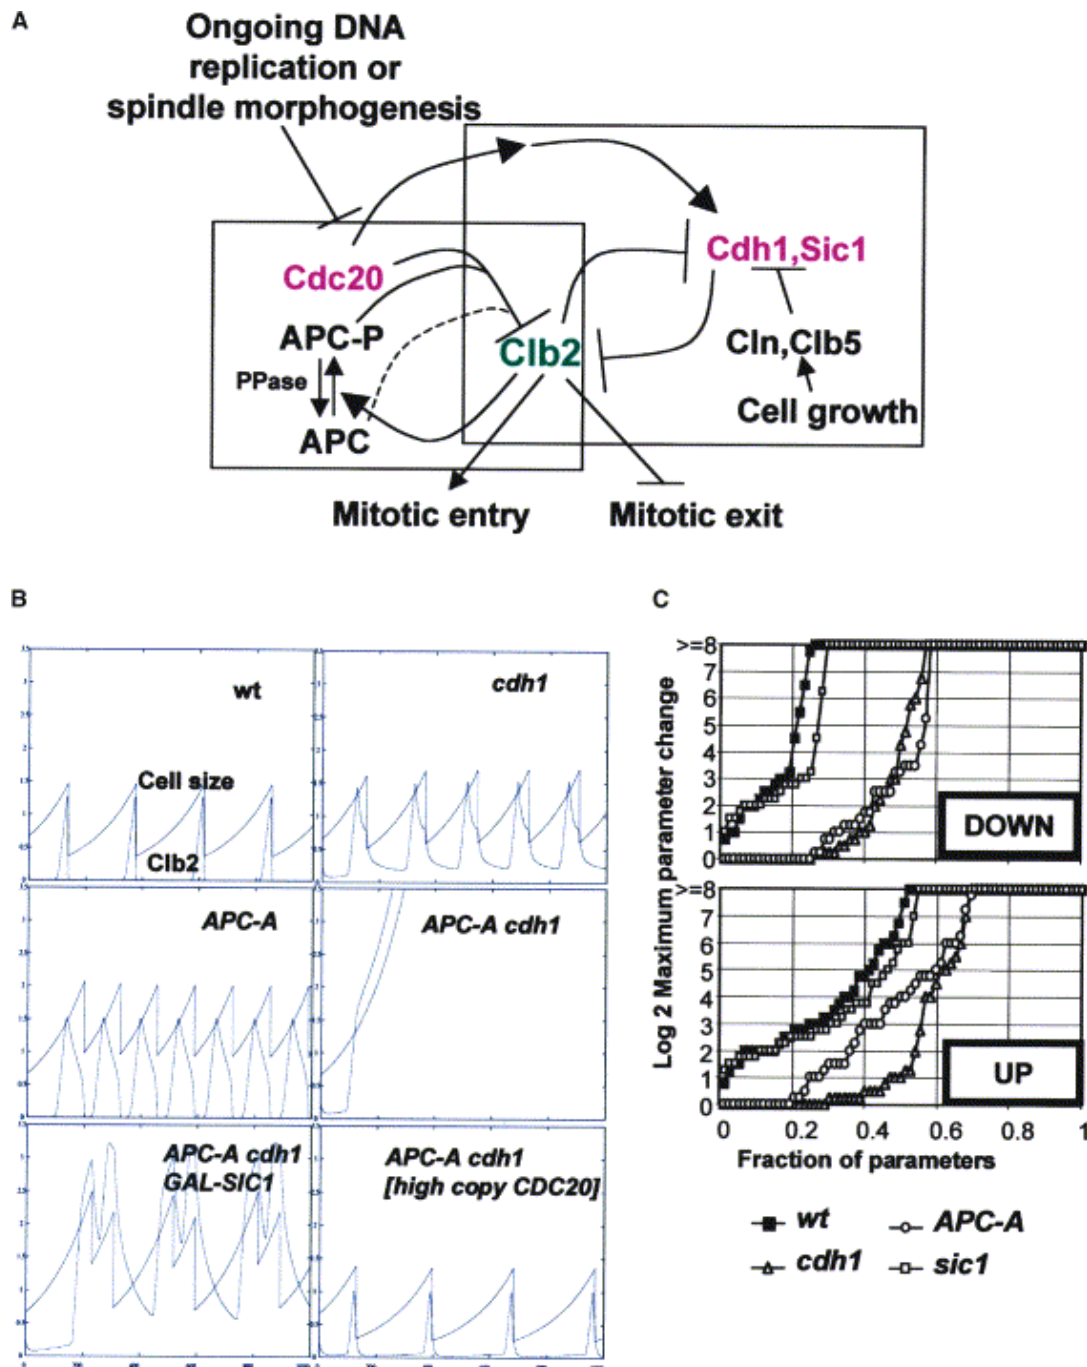 A
Ongoing DNA
replication or
spindle morphogenesis
Cdc20
APC-P
PPase
APC
Clb2
Cdh1,Sic1
Cln,Clb5
Cell growth
Mitotic entry
Mitotic exit
B
wt
Cell size
Clb2
cdh1
APC-A
APC-A cdh1
APC-A cdh1
GAL-SIC1
APC-A cdh1
[high copy CDC20]
C
Log 2 Maximum parameter change
>=8
7
6
5
4
3
2
1
0
DOWN
>=8
7
6
5
4
3
2
1
0
UP
0 0.2 0.4 0.6 0.8 1
Fraction of parameters
wt
APC-A
cdh1
sic1